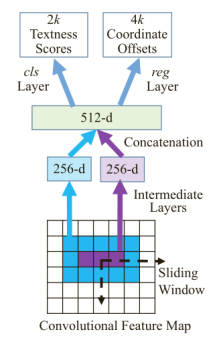 2k
Textness
Scores
4k
Coordinate
Offsets
cls
Layer
reg
Layer
512-d
Concatenation
256-d
256-d
Intermediate
Layers
Sliding
Window
Convolutional Feature Map